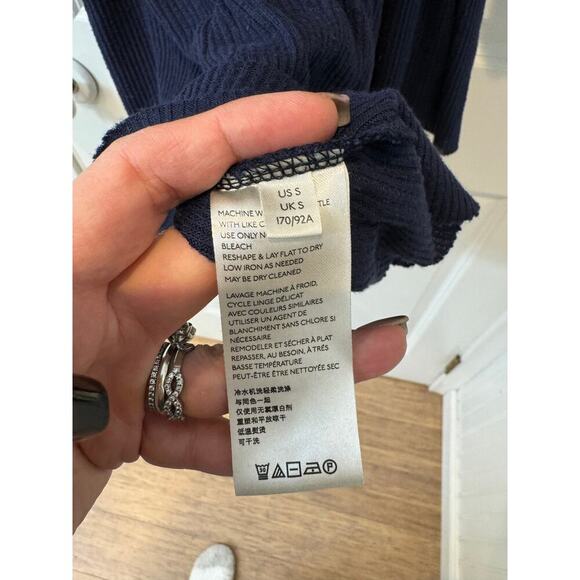 US S
UK S
170/92A
MACHINE W TLE
WITH LIKE C
USE ONLY N
BLEACH
RESHAPE & LAY FLAT TO DRY
LOW IRON AS NEEDED
MAY BE DRY CLEANED
LAVAGE MACHINE À FROID,
CYCLE LINGE DÉLICAT
AVEC COULEURS SIMILAIRES
UTILISER UN AGENT DE
BLANCHIMENT SANS CHLORE SI
NÉCESSAIRE
REMODELER ET SÉCHER À PLAT
REPASSER, AU BESOIN, À TRÉS
BASSE TEMPÉRATURE
PEUT-ÊTRE ÊTRE NETTOYÉE SEC
冷水机洗轻柔洗涤
与同色一起
仅使用无氯漂白剂
重塑和平放晾干
低温熨烫
可干洗
30
P